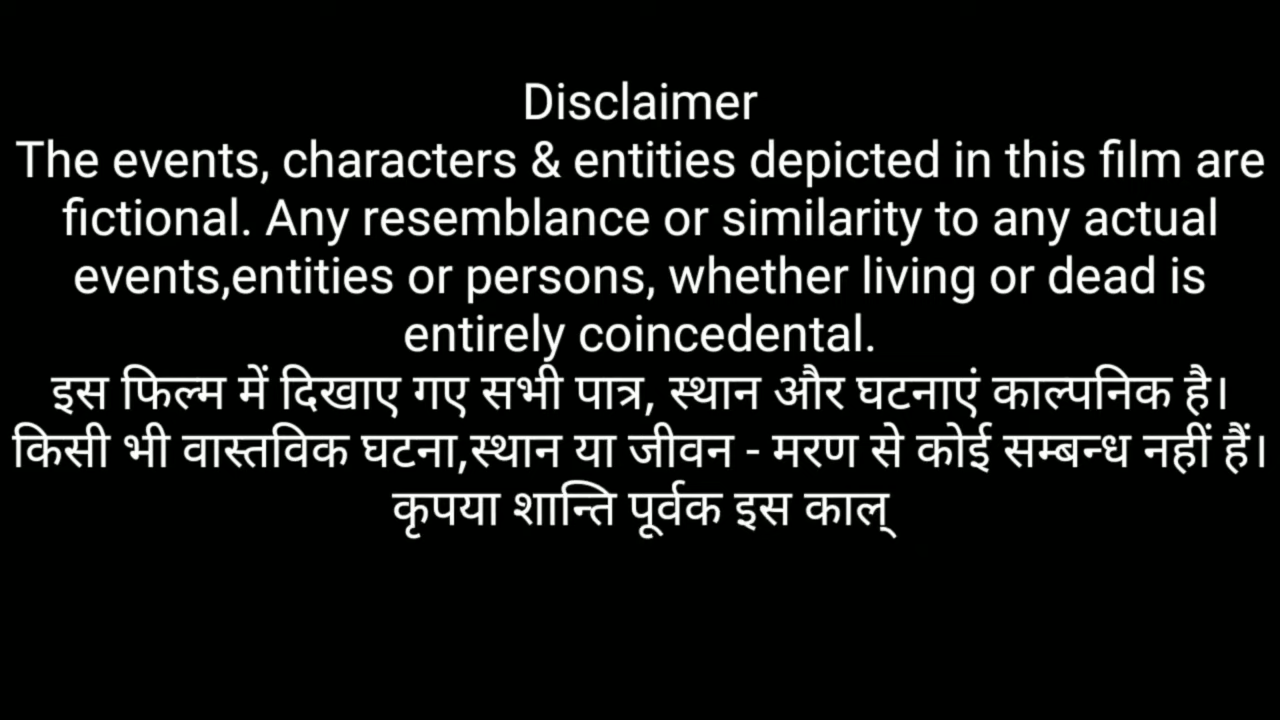 Disclaimer
The events, characters & entities depicted in this film are
fictional. Any resemblance or similarity to any actual
events,entities or persons, whether living or dead is
entirely coincedental.
इस फिल्म में दिखाए गए सभी पात्र, स्थान और घटनाएं काल्पनिक है।
किसी भी वास्तविक घटना,स्थान या जीवन - मरण से कोई सम्बन्ध नहीं हैं।
कृपया शान्ति पूर्वक इस काल्